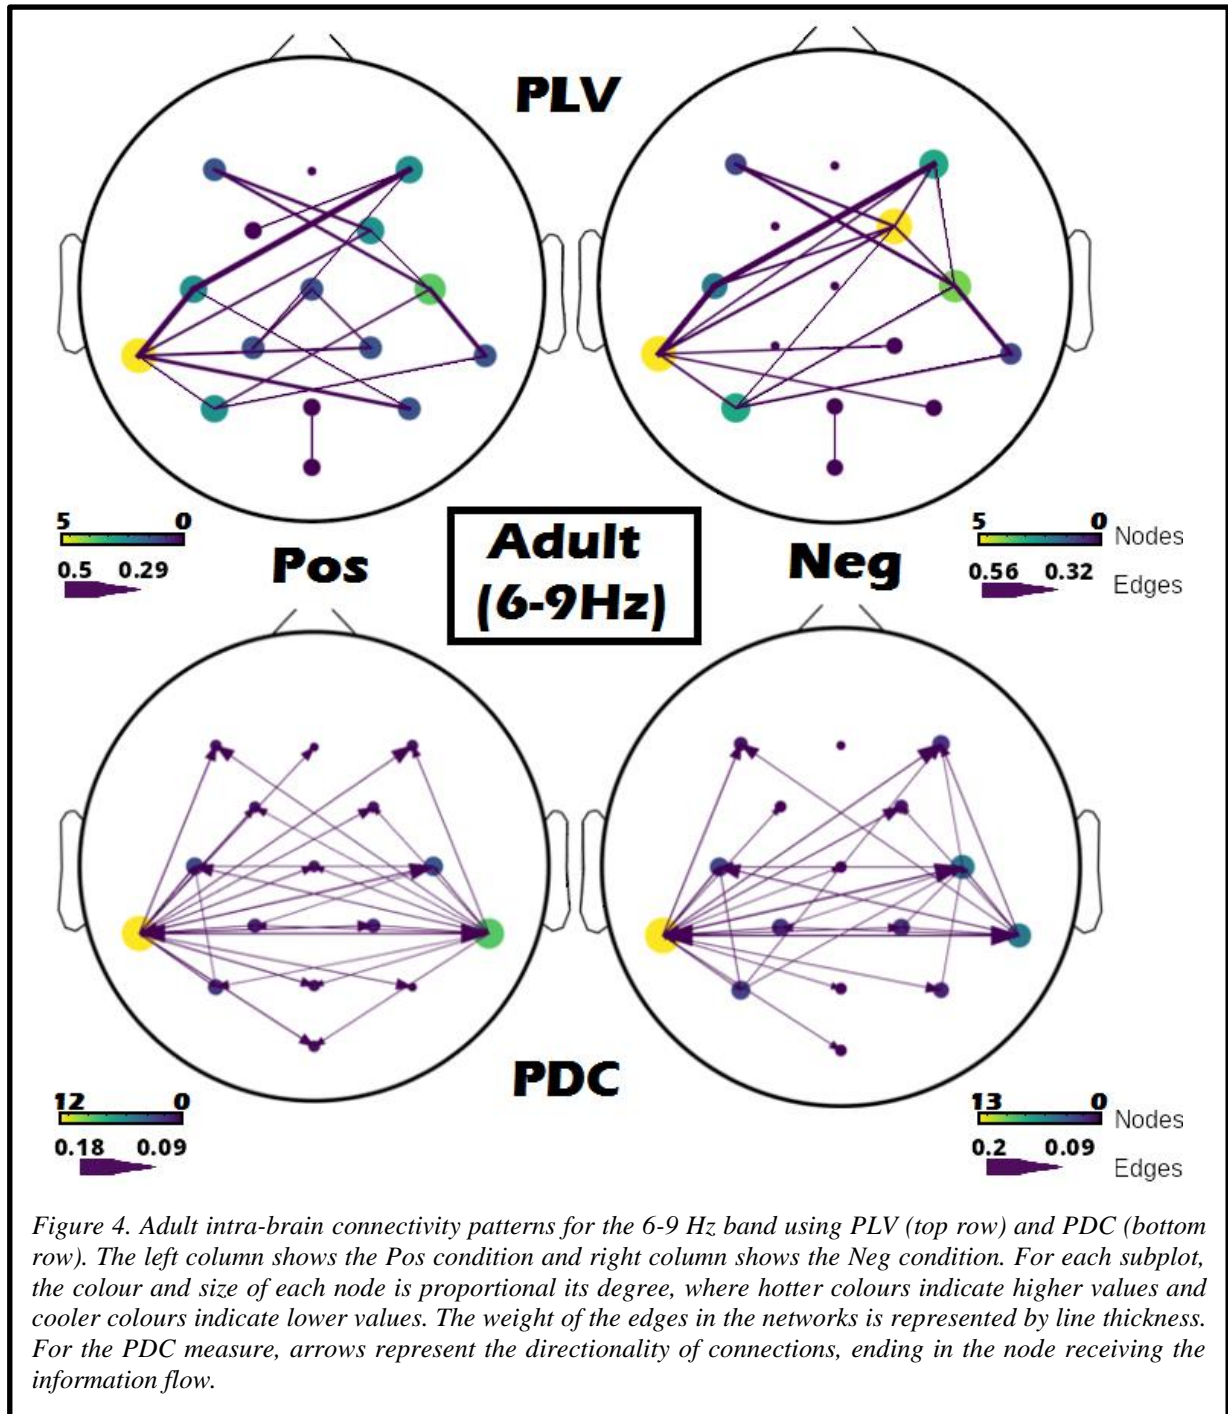 PLV
5 0
0.5 0.29
Pos
Adult
(6-9Hz)
Neg
5 0 Nodes
0.56 0.32 Edges
12 0
0.18 0.09
PDC
13 0 Nodes
0.2 0.09 Edges
Figure 4. Adult intra-brain connectivity patterns for the 6-9 Hz band using PLV (top row) and PDC (bottom
row). The left column shows the Pos condition and right column shows the Neg condition. For each subplot,
the colour and size of each node is proportional its degree, where hotter colours indicate higher values and
cooler colours indicate lower values. The weight of the edges in the networks is represented by line thickness.
For the PDC measure, arrows represent the directionality of connections, ending in the node receiving the
information flow.